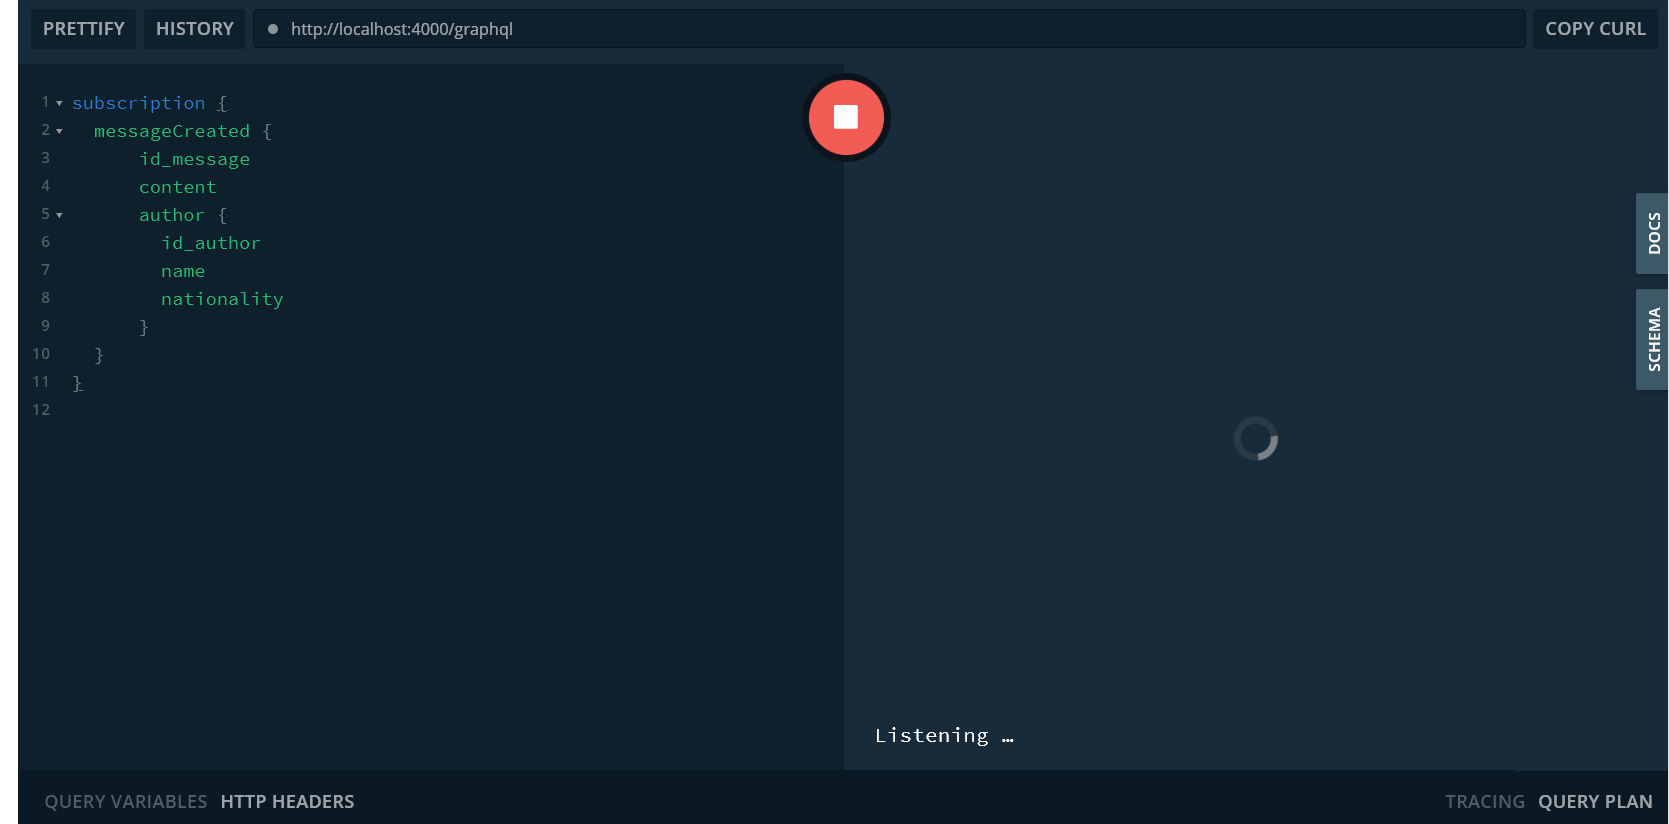 PRETTIFY HISTORY http://localhost:4000/graphql COPY CURL
1 subscription {
2 messageCreated {
3 id_message
4 content
5 author {
6 id_author
7 name
8 nationality
9 }
10 }
11 }
12
DOCS
SCHEMA
Listening …
QUERY VARIABLES HTTP HEADERS TRACING QUERY PLAN